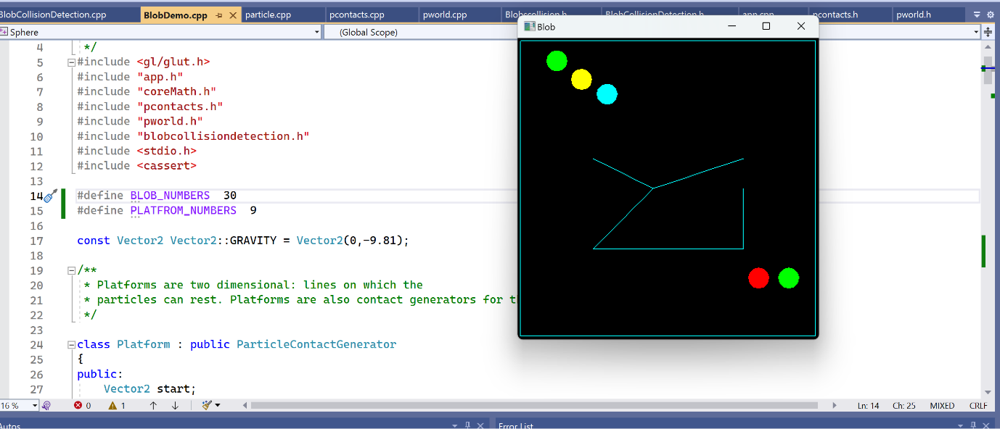 BlobCollisionDetection.cpp BlobDemo.cpp particle.cpp pcontacts.cpp pworld.cpp Blobscollision.h BlobCollisionDetection.h app.cpp pcontacts.h pworld.h
Sphere (Global Scope)
Blob
4 */
5 #include <gl/glut.h>
6 #include "app.h"
7 #include "coreMath.h"
8 #include "pcontacts.h"
9 #include "pworld.h"
10 #include "blobcollisiondetection.h"
11 #include <stdio.h>
12 #include <cassert>
13
14 #define BLOB_NUMBERS 30
15 #define PLATFROM_NUMBERS 9
16
17 const Vector2 Vector2::GRAVITY = Vector2(0,-9.81);
18
19 /**
20 * Platforms are two dimensional: lines on which the
21 * particles can rest. Platforms are also contact generators for t
22 */
23
24 class Platform : public ParticleContactGenerator
25 {
26 public:
27 Vector2 start;
16 % 0 1 Ln: 14 Ch: 25 MIXED CRLF
Autos Error List